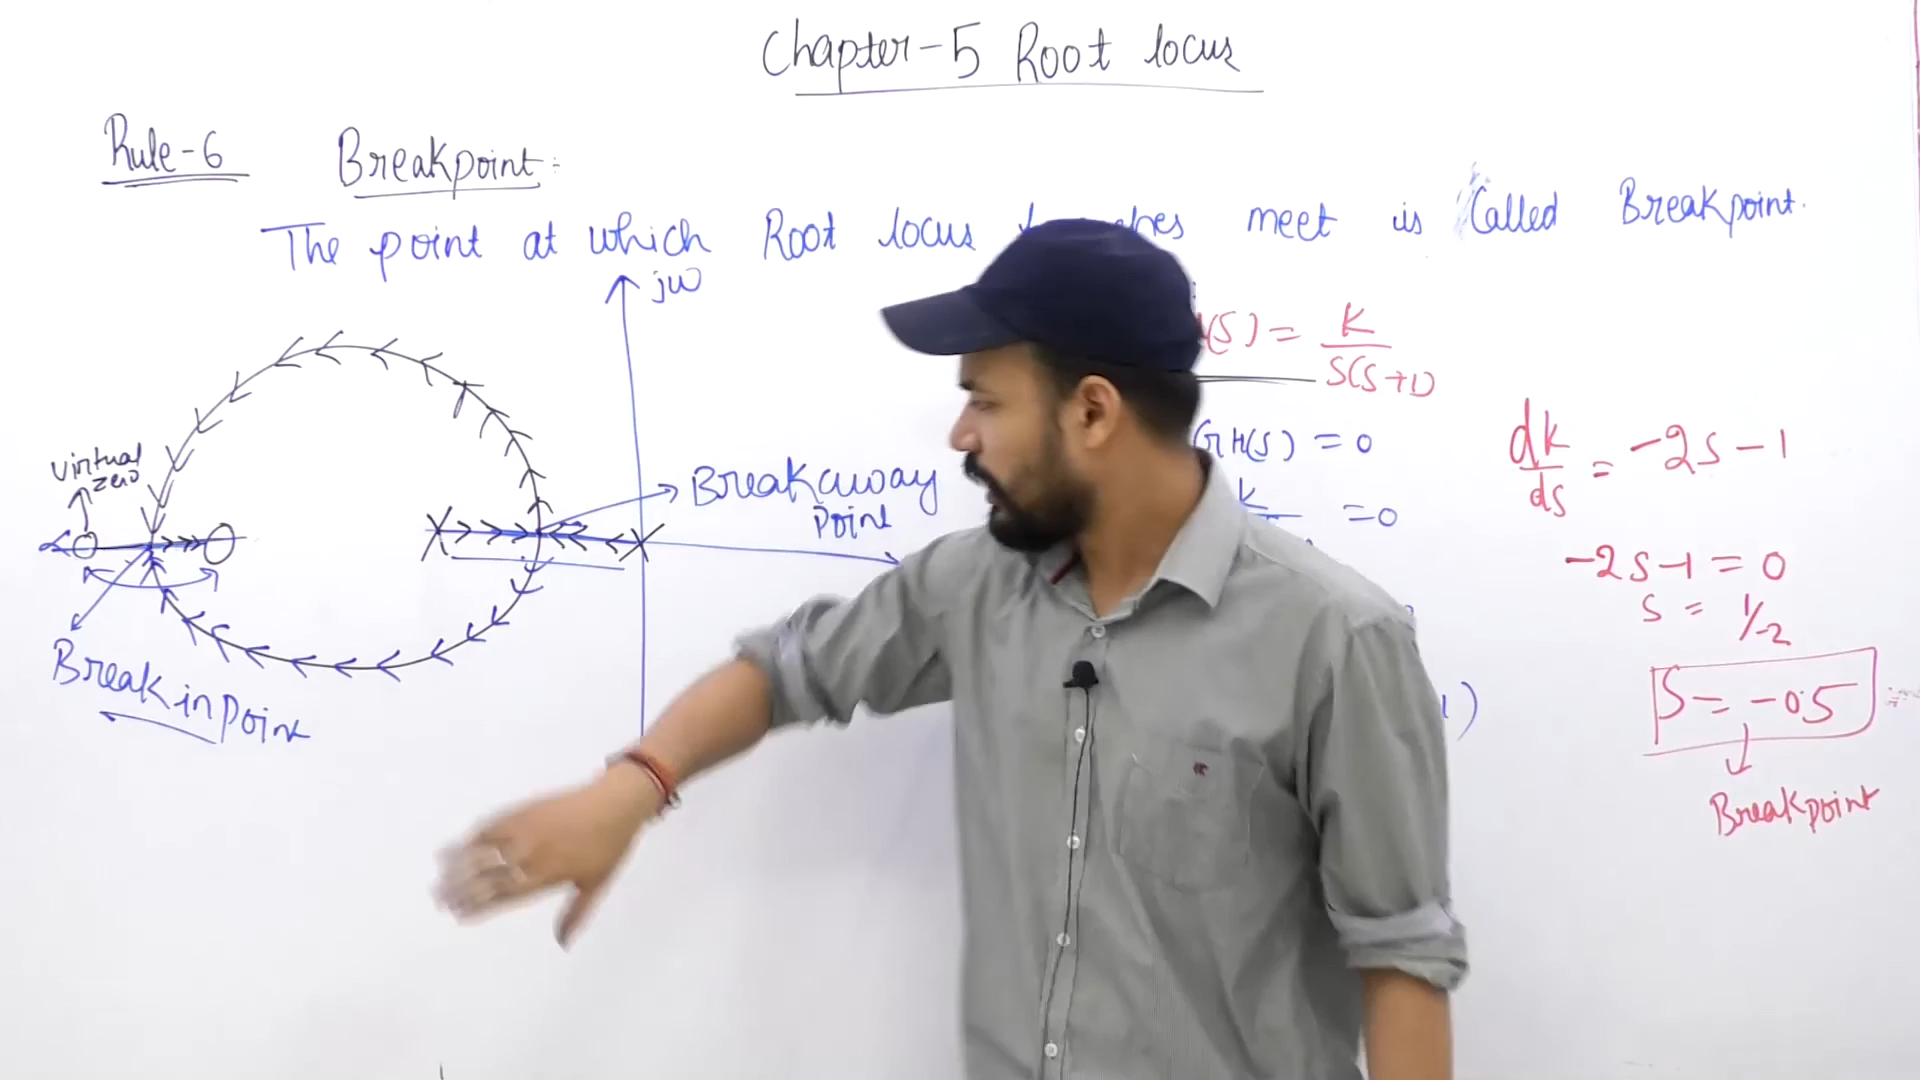 Chapter-5 Root locus
Rule-6 Breakpoint:
The point at which Root locus meet is Called Breakpoint.
jω
virtual
zero
Breakaway
Point
Break in Point
(S) = K
S(S+1)
GH(S) = 0
K = 0
1)
dk
ds
= -2s-1
-2s-1 = 0
s = 1/-2
S = -0.5
Breakpoint